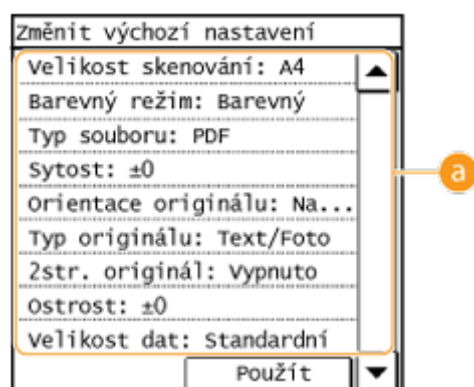 Změnit výchozí nastavení
Velikost skenování: A4
Barevný režim: Barevný
Typ souboru: PDF
Sytost: ±0
Orientace originálu: Na...
Typ originálu: Text/Foto
2str. originál: Vypnuto
Ostrost: ±0
Velikost dat: Standardní
Použít
a